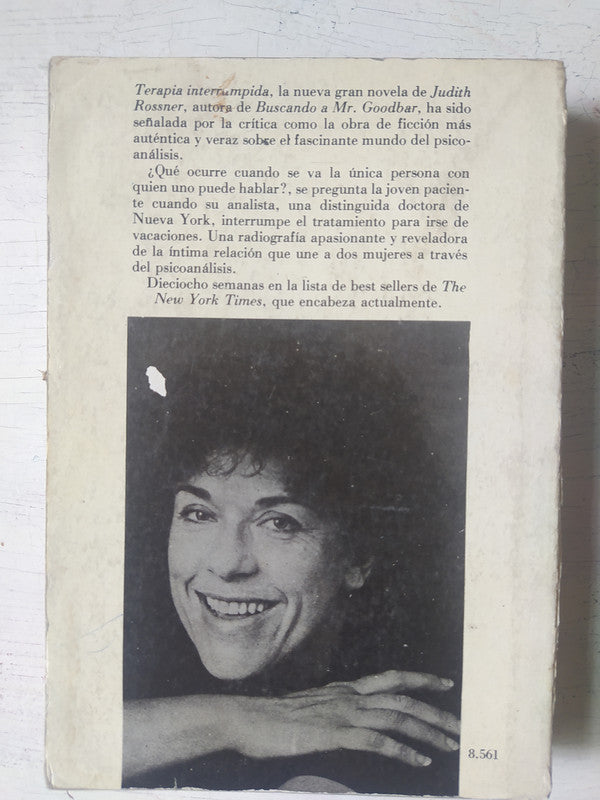 Terapia interrumpida, la nueva gran novela de Judith
Rossner, autora de Buscando a Mr. Goodbar, ha sido
señalada por la crítica como la obra de ficción más
auténtica y veraz sobre el fascinante mundo del psico-
análisis.
¿Qué ocurre cuando se va la única persona con
quien uno puede hablar?, se pregunta la joven pacien-
te cuando su analista, una distinguida doctora de
Nueva York, interrumpe el tratamiento para irse de
vacaciones. Una radiografía apasionante y reveladora
de la íntima relación que une a dos mujeres a través
del psicoanálisis.
Dieciocho semanas en la lista de best sellers de The
New York Times, que encabeza actualmente.
8.561